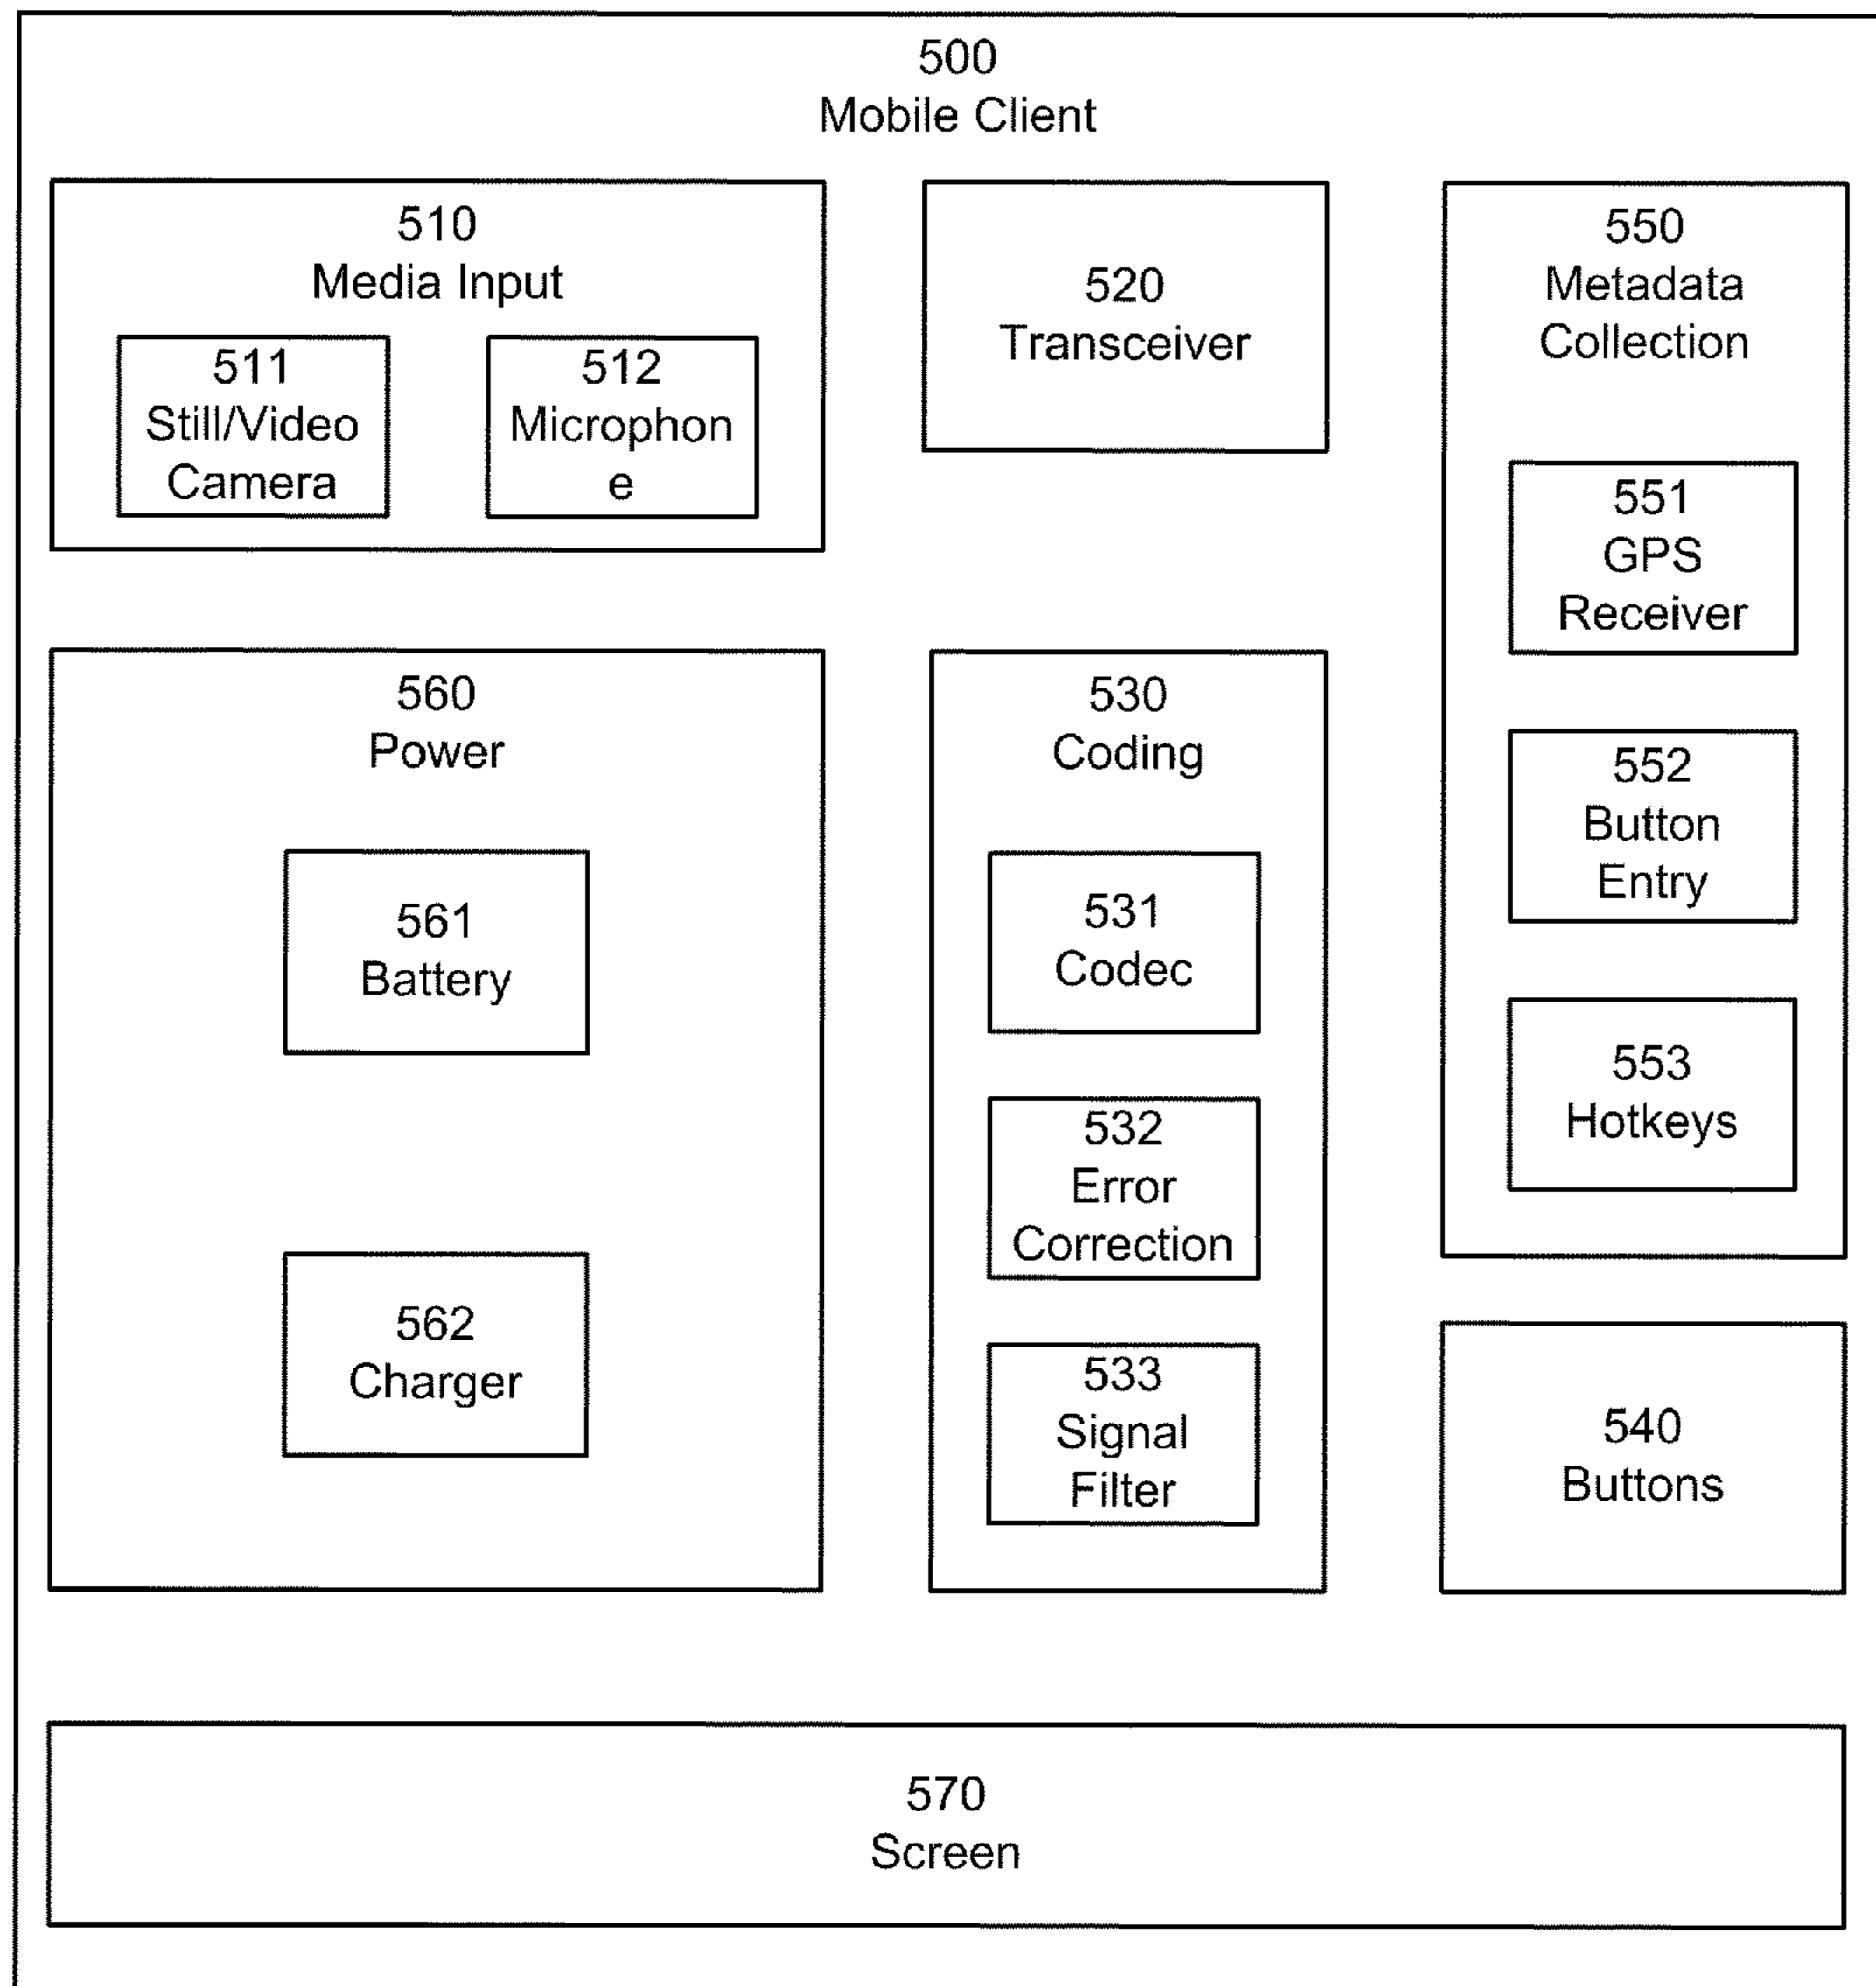 500
Mobile Client
510
Media Input
511
Still/Video
Camera
512
Microphon
e
520
Transceiver
550
Metadata
Collection
551
GPS
Receiver
552
Button
Entry
553
Hotkeys
560
Power
561
Battery
562
Charger
530
Coding
531
Codec
532
Error
Correction
533
Signal
Filter
540
Buttons
570
Screen